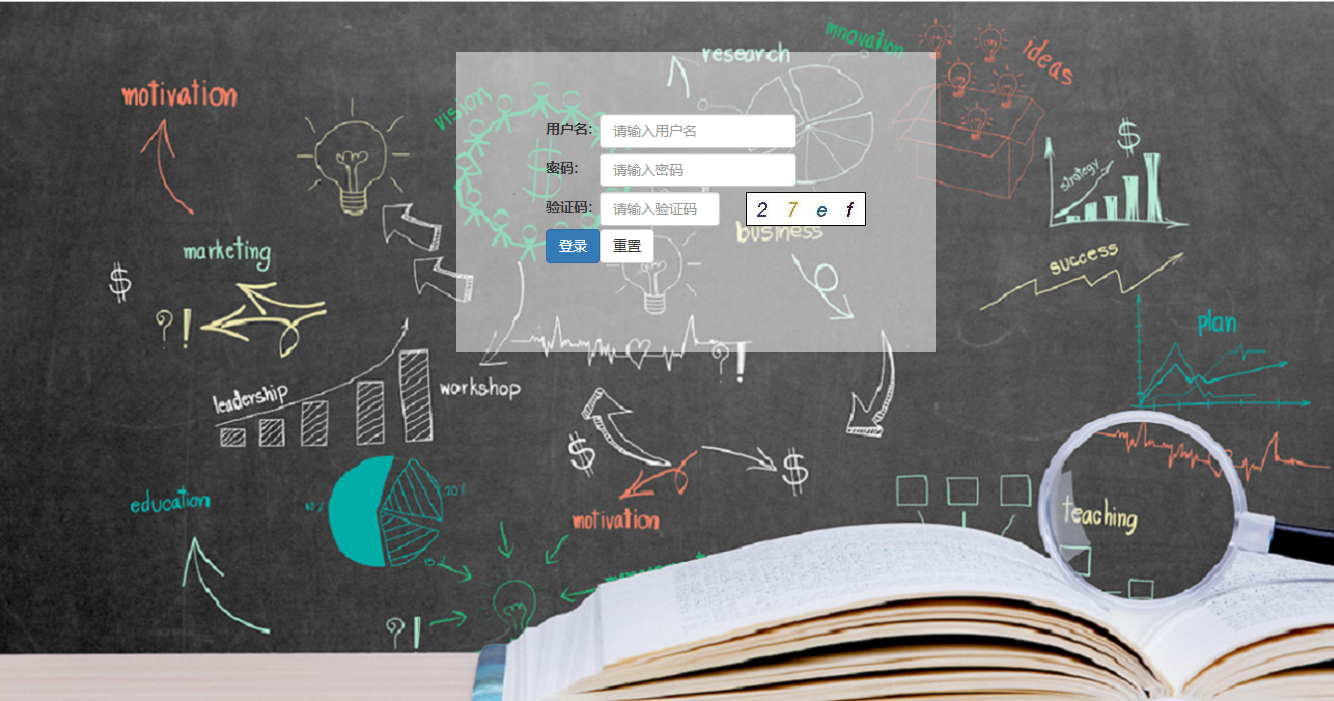 innovation
research
ideas
motivation
vision
用户名: 请输入用户名
密码: 请输入密码
验证码: 请输入验证码 2 7 e f
登录 重置
$
$
strategy
business
marketing
success
$
? !
plan
? !
leadership
workshop
$
$
education
motivation
teaching
? !